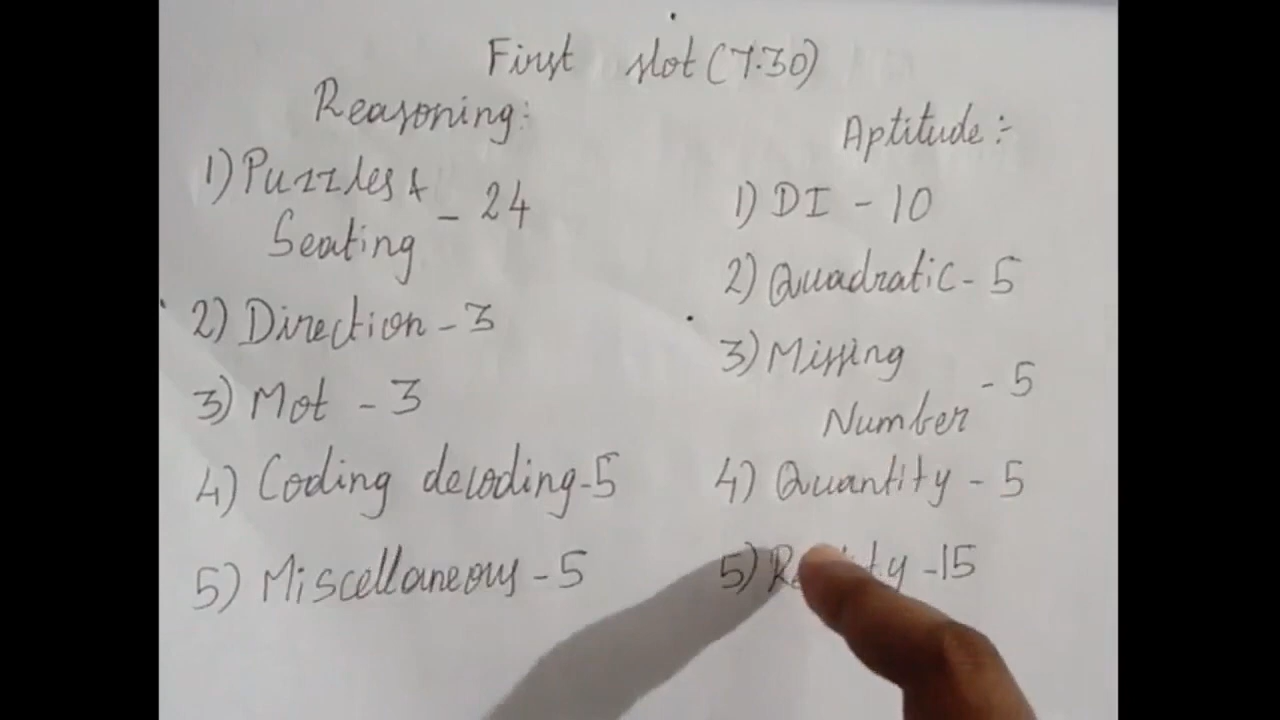 First slot (7.30)
Reasoning:
1) Puzzles &
Seating - 24
2) Direction - 3
3) Mot - 3
4) Coding decoding - 5
5) Miscellaneous - 5
Aptitude :-
1) DI - 10
2) Quadratic - 5
3) Missing
Number - 5
4) Quantity - 5
5) - 15